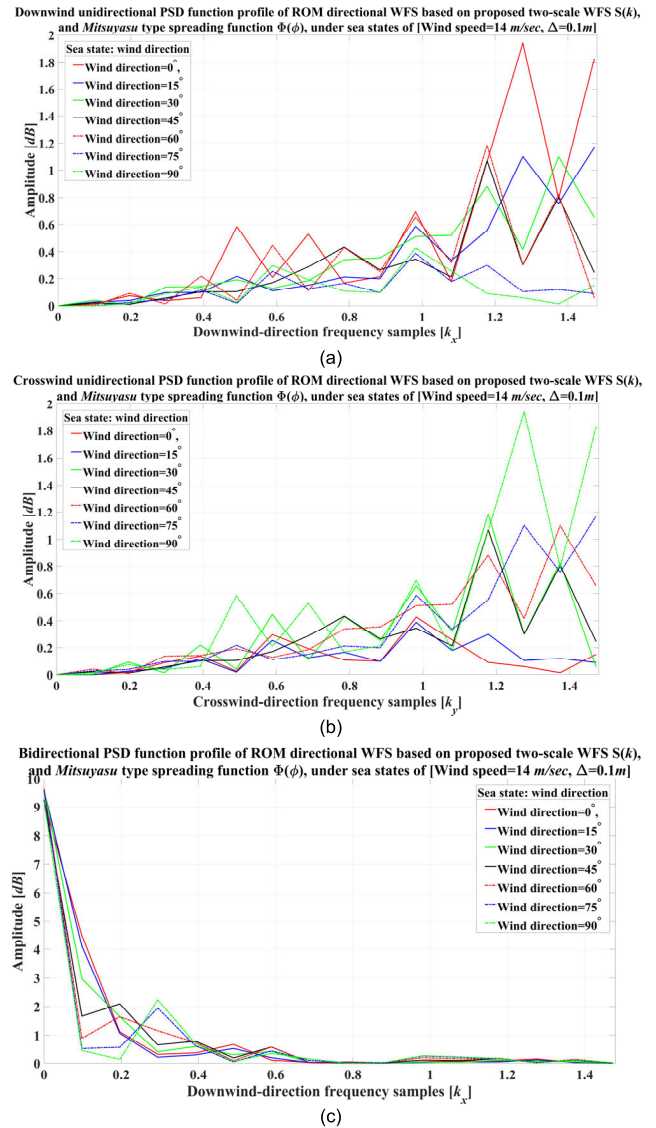 Downwind unidirectional PSD function profile of ROM directional WFS based on proposed two-scale WFS S(k),
and Mitsuyasu type spreading function Φ(ϕ), under sea states of [Wind speed=14 m/sec, Δ=0.1m]
2
1.8
1.6
1.4
1.2
1
0.8
0.6
0.4
0.2
0
Amplitude [dB]
Sea state: wind direction
Wind direction=0°,
Wind direction=15°
Wind direction=30°
Wind direction=45°
Wind direction=60°
Wind direction=75°
Wind direction=90°
0 0.2 0.4 0.6 0.8 1 1.2 1.4
Downwind-direction frequency samples [kx]
(a)
Crosswind unidirectional PSD function profile of ROM directional WFS based on proposed two-scale WFS S(k),
and Mitsuyasu type spreading function Φ(ϕ), under sea states of [Wind speed=14 m/sec, Δ=0.1m]
2
1.8
1.6
1.4
1.2
1
0.8
0.6
0.4
0.2
0
Amplitude [dB]
Sea state: wind direction
Wind direction=0°,
Wind direction=15°
Wind direction=30°
Wind direction=45°
Wind direction=60°
Wind direction=75°
Wind direction=90°
0 0.2 0.4 0.6 0.8 1 1.2 1.4
Crosswind-direction frequency samples [ky]
(b)
Bidirectional PSD function profile of ROM directional WFS based on proposed two-scale WFS S(k),
and Mitsuyasu type spreading function Φ(ϕ), under sea states of [Wind speed=14 m/sec, Δ=0.1m]
10
9
8
7
6
5
4
3
2
1
0
Amplitude [dB]
Sea state: wind direction
Wind direction=0°,
Wind direction=15°
Wind direction=30°
Wind direction=45°
Wind direction=60°
Wind direction=75°
Wind direction=90°
0 0.2 0.4 0.6 0.8 1 1.2 1.4
Downwind-direction frequency samples [kx]
(c)